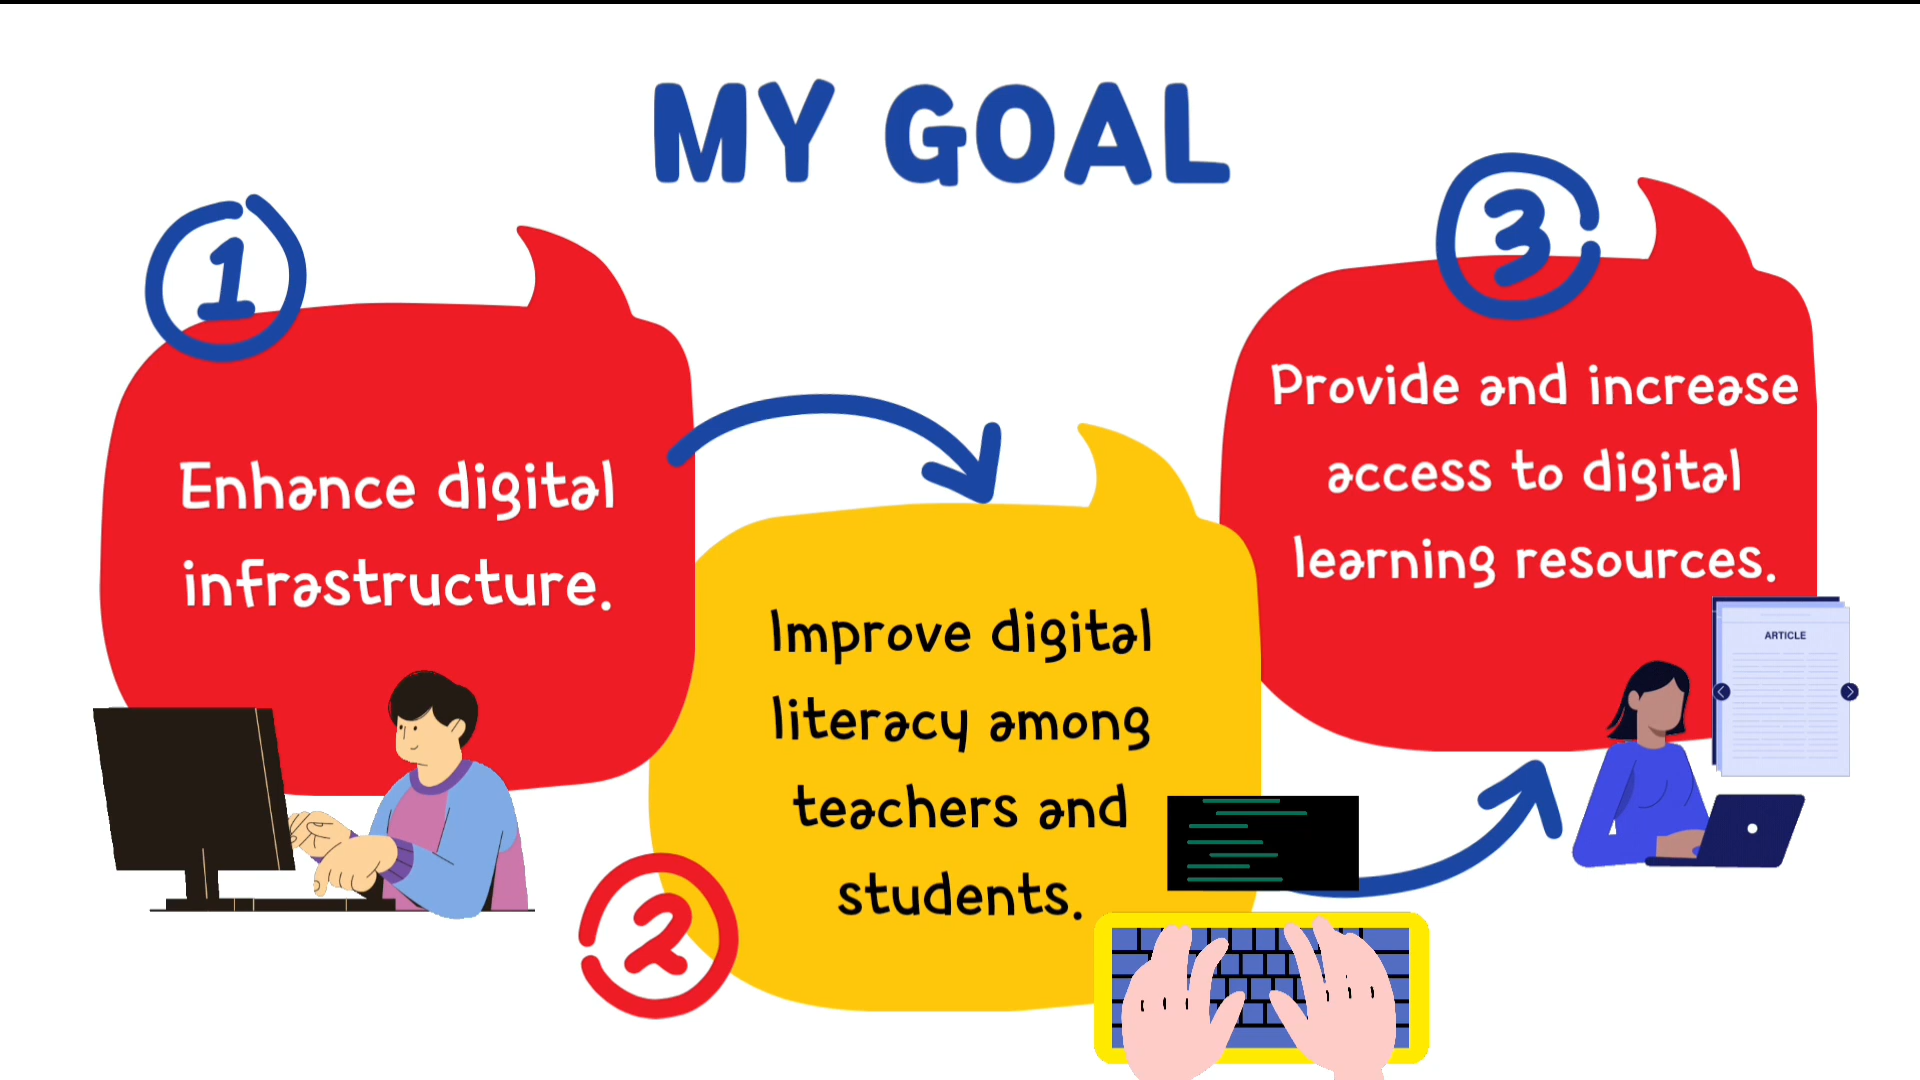 MY GOAL
1
Enhance digital
infrastructure.
2
Improve digital
literacy among
teachers and
students.
3
Provide and increase
access to digital
learning resources.
ARTICLE